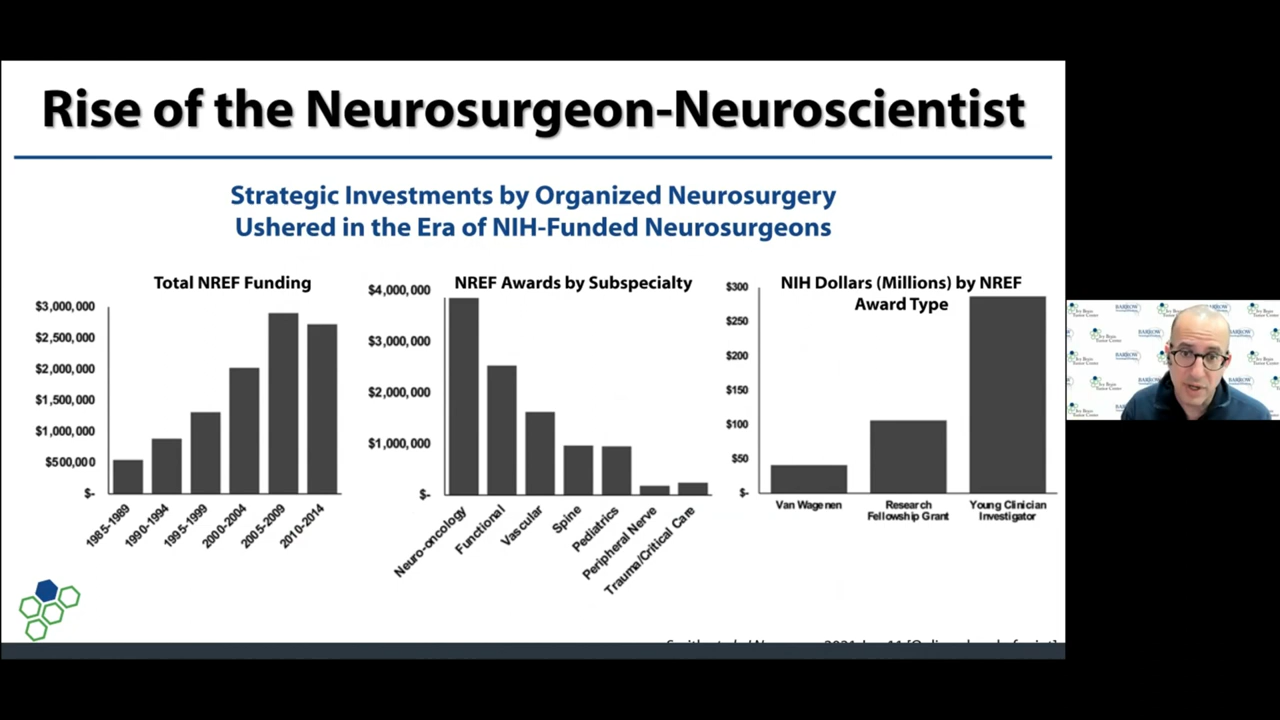 Rise of the Neurosurgeon-Neuroscientist
Strategic Investments by Organized Neurosurgery
Ushered in the Era of NIH-Funded Neurosurgeons
Total NREF Funding
$3,000,000
$2,500,000
$2,000,000
$1,500,000
$1,000,000
$500,000
$-
1985-1989
1990-1994
1995-1999
2000-2004
2005-2009
2010-2014
NREF Awards by Subspecialty
$4,000,000
$3,000,000
$2,000,000
$1,000,000
$-
Neuro-oncology
Functional
Vascular
Spine
Pediatrics
Peripheral Nerve
Trauma/Critical Care
NIH Dollars (Millions) by NREF
Award Type
$300
$250
$200
$150
$100
$50
$-
Van Wagenen
Research
Fellowship Grant
Young Clinician
Investigator
BARROW
Ivy Brain
Tumor Center